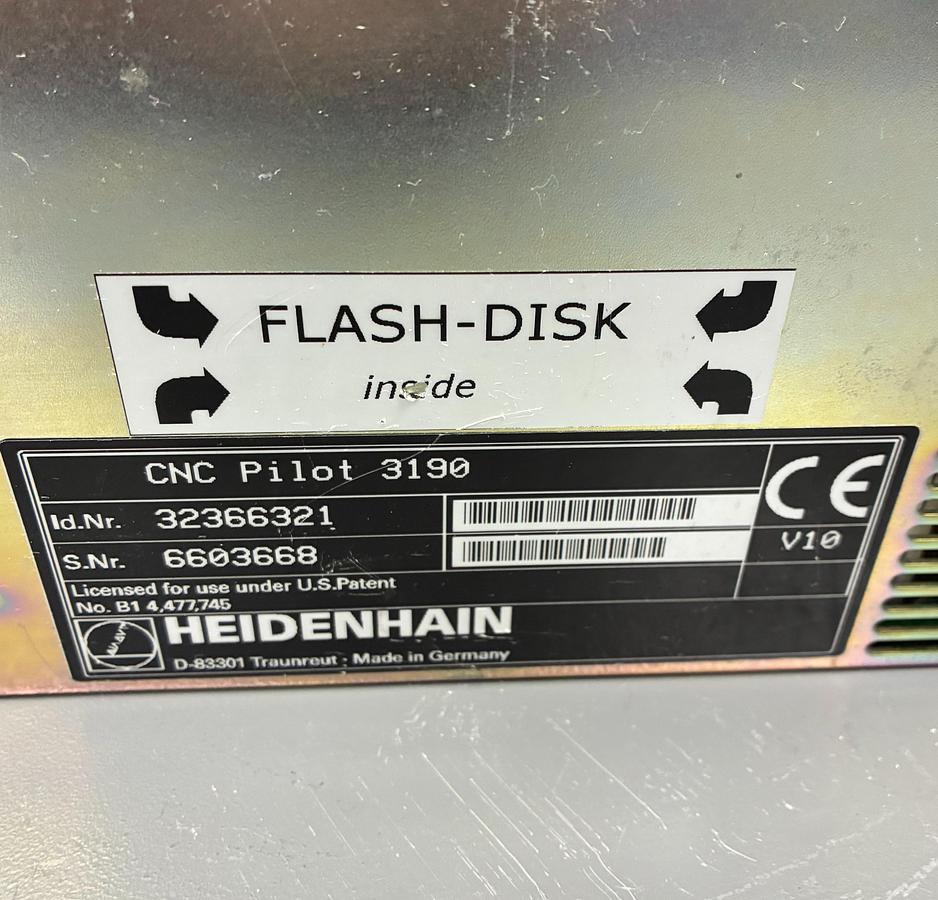 FLASH-DISK
inside
CNC Pilot 3190
CE
Id.Nr. 32366321
V10
S.Nr. 6603668
Licensed for use under U.S.Patent
No. B1 4,477,745
HEIDENHAIN
D-83301 Traunreut · Made in Germany